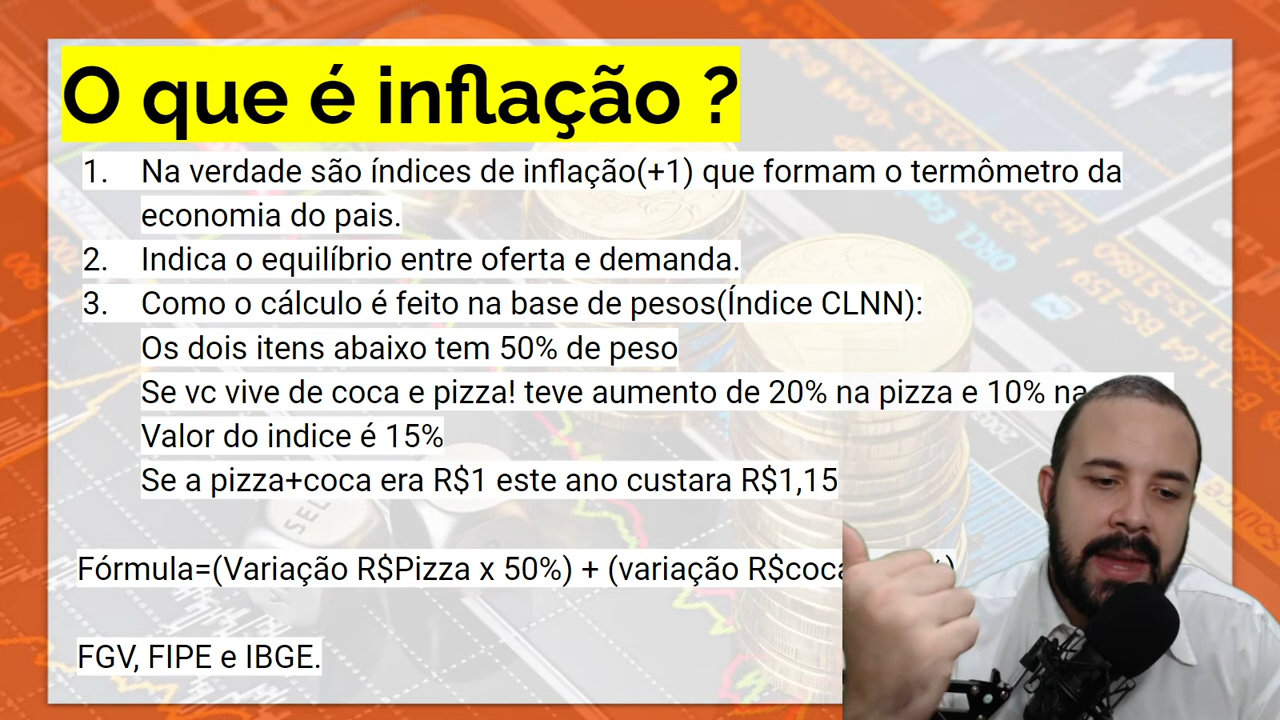 O que é inflação ?
1. Na verdade são índices de inflação(+1) que formam o termômetro da
economia do pais.
2. Indica o equilíbrio entre oferta e demanda.
3. Como o cálculo é feito na base de pesos(Índice CLNN):
Os dois itens abaixo tem 50% de peso
Se vc vive de coca e pizza! teve aumento de 20% na pizza e 10% na
Valor do indice é 15%
Se a pizza+coca era R$1 este ano custara R$1,15
Fórmula=(Variação R$Pizza x 50%) + (variação R$coca
FGV, FIPE e IBGE.